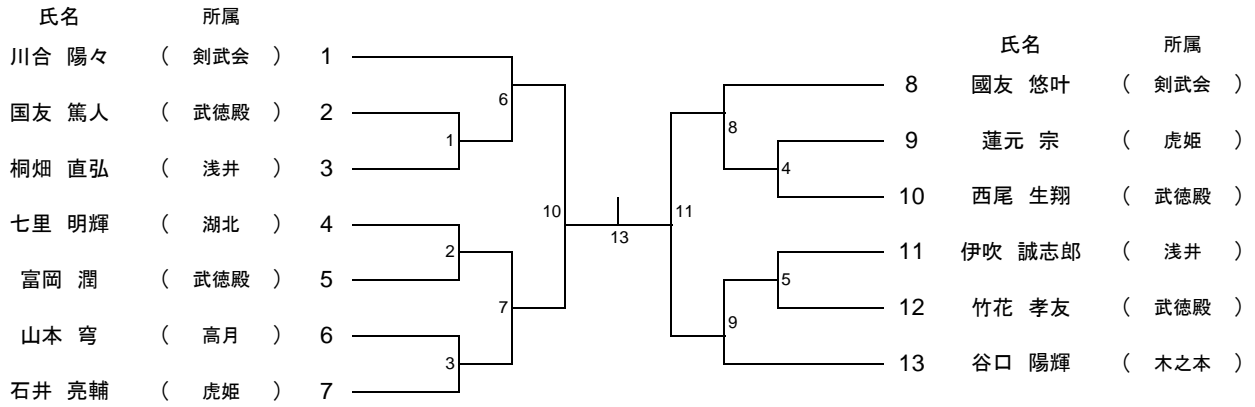 氏名 所属
川合 陽々 （ 剣武会 ） 1
国友 篤人 （ 武徳殿 ） 2
桐畑 直弘 （ 浅井 ） 3
七里 明輝 （ 湖北 ） 4
富岡 潤 （ 武徳殿 ） 5
山本 穹 （ 高月 ） 6
石井 亮輔 （ 虎姫 ） 7
6
1
2
7
3
10
13
11
8
4
5
9
氏名 所属
8 國友 悠叶 （ 剣武会 ）
9 蓮元 宗 （ 虎姫 ）
10 西尾 生翔 （ 武徳殿 ）
11 伊吹 誠志郎 （ 浅井 ）
12 竹花 孝友 （ 武徳殿 ）
13 谷口 陽輝 （ 木之本 ）